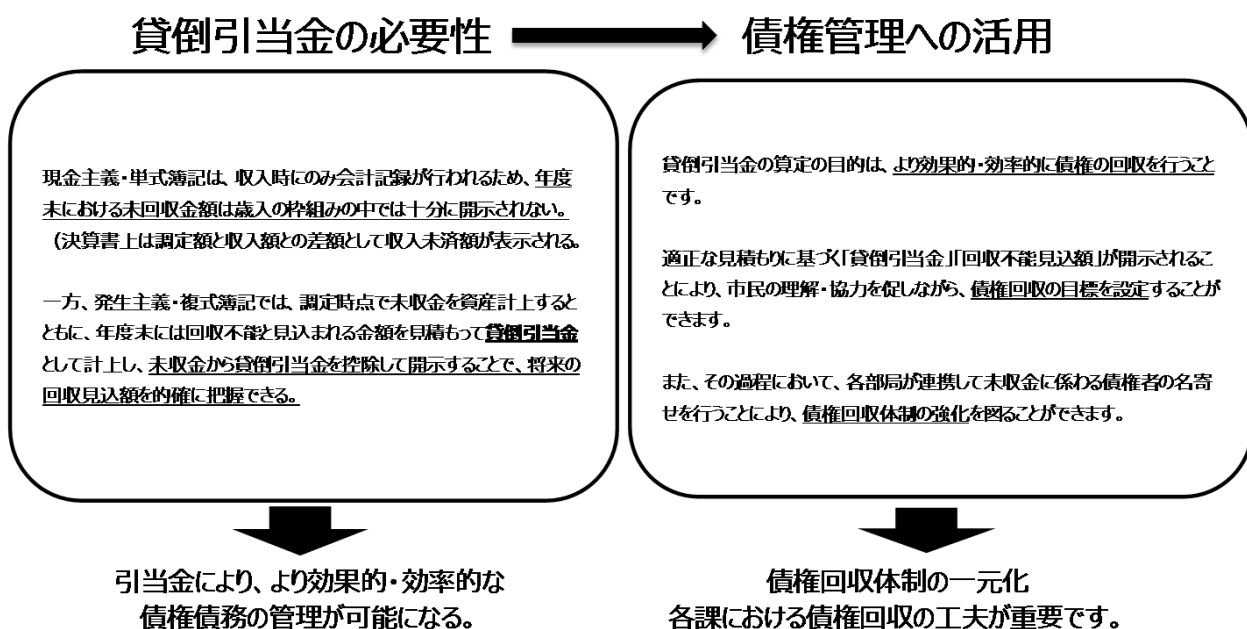 貸倒引当金の必要性
債権管理への活用
現金主義・単式簿記は、収入時にのみ会計記録が行われるため、年度
末における未回収金額は歳入の枠組みの中では十分に開示されない。
(決算書上は調定額と収入額との差額として収入未済額が表示される。
一方、発生主義・複式簿記では、調定時点で未収金を資産計上すると
ともに、年度末には回収不能と見込まれる金額を見積もって貸倒引当金
として計上し、未収金から貸倒引当金を控除して開示することで、将来の
回収見込額を的確に把握できる。
貸倒引当金の算定の目的は、より効果的・効率的に債権の回収を行うこと
です。
適正な見積もりに基づく「貸倒引当金」「回収不能見込額」が開示されるこ
とにより、市民の理解・協力を促しながら、債権回収の目標を設定することが
できます。
また、その過程において、各部局が連携して未収金に係わる債権者の名寄
せを行うことにより、債権回収体制の強化を図ることができます。
引当金により、より効果的・効率的な
債権債務の管理が可能になる。
債権回収体制の一元化
各課における債権回収の工夫が重要です。